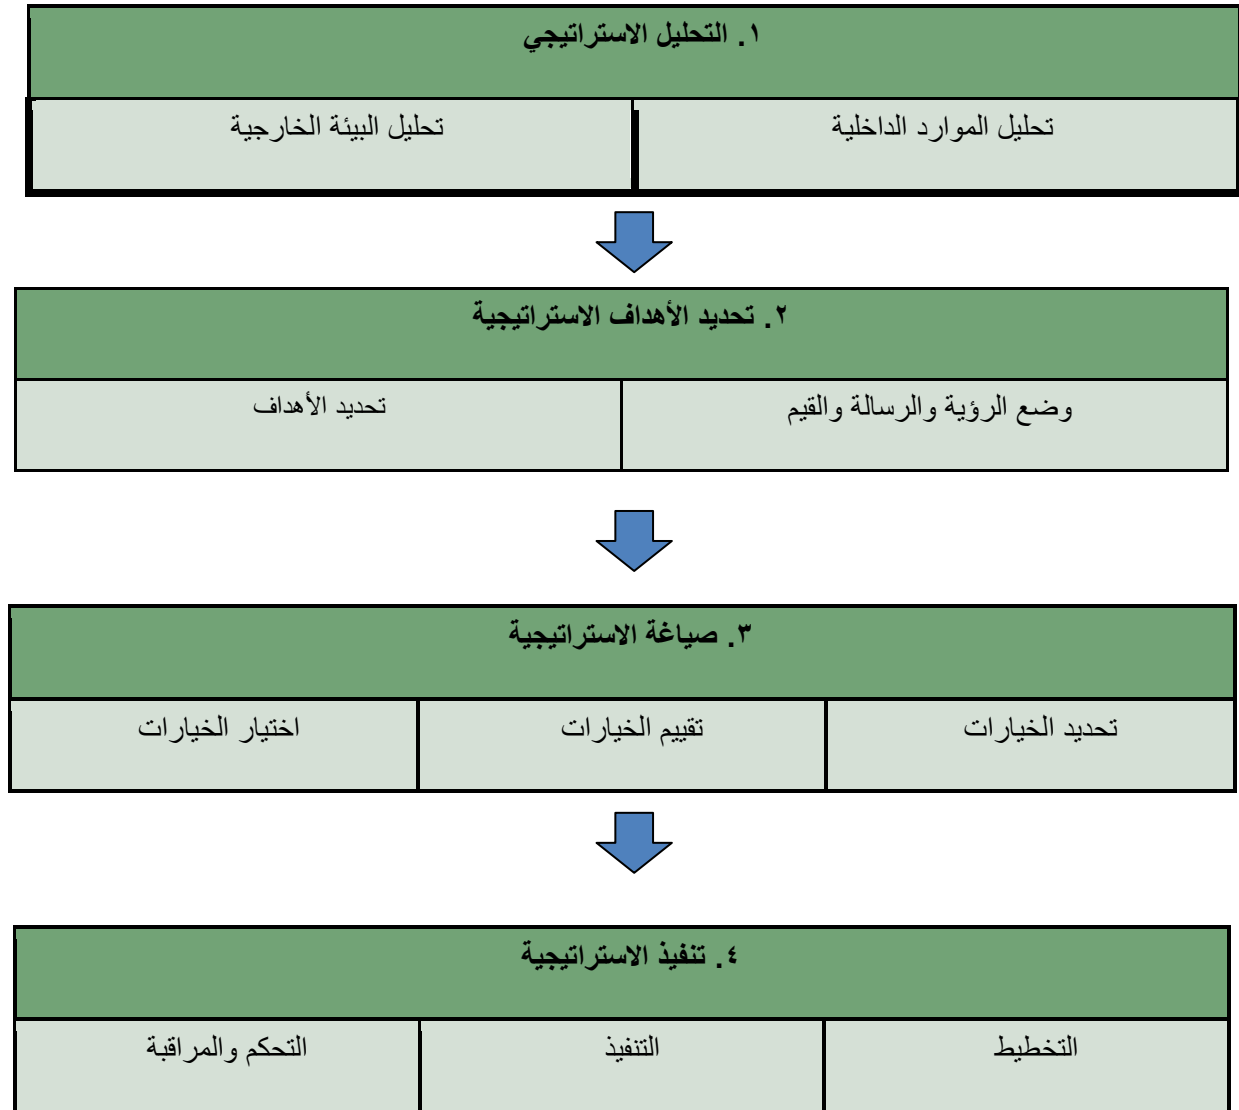 ١. التحليل الاستراتيجي
تحليل الموارد الداخلية
تحليل البيئة الخارجية
٢. تحديد الأهداف الاستراتيجية
وضع الرؤية والرسالة والقيم
تحديد الأهداف
٣. صياغة الاستراتيجية
تحديد الخيارات
تقييم الخيارات
اختيار الخيارات
٤. تنفيذ الاستراتيجية
التخطيط
التنفيذ
التحكم والمراقبة